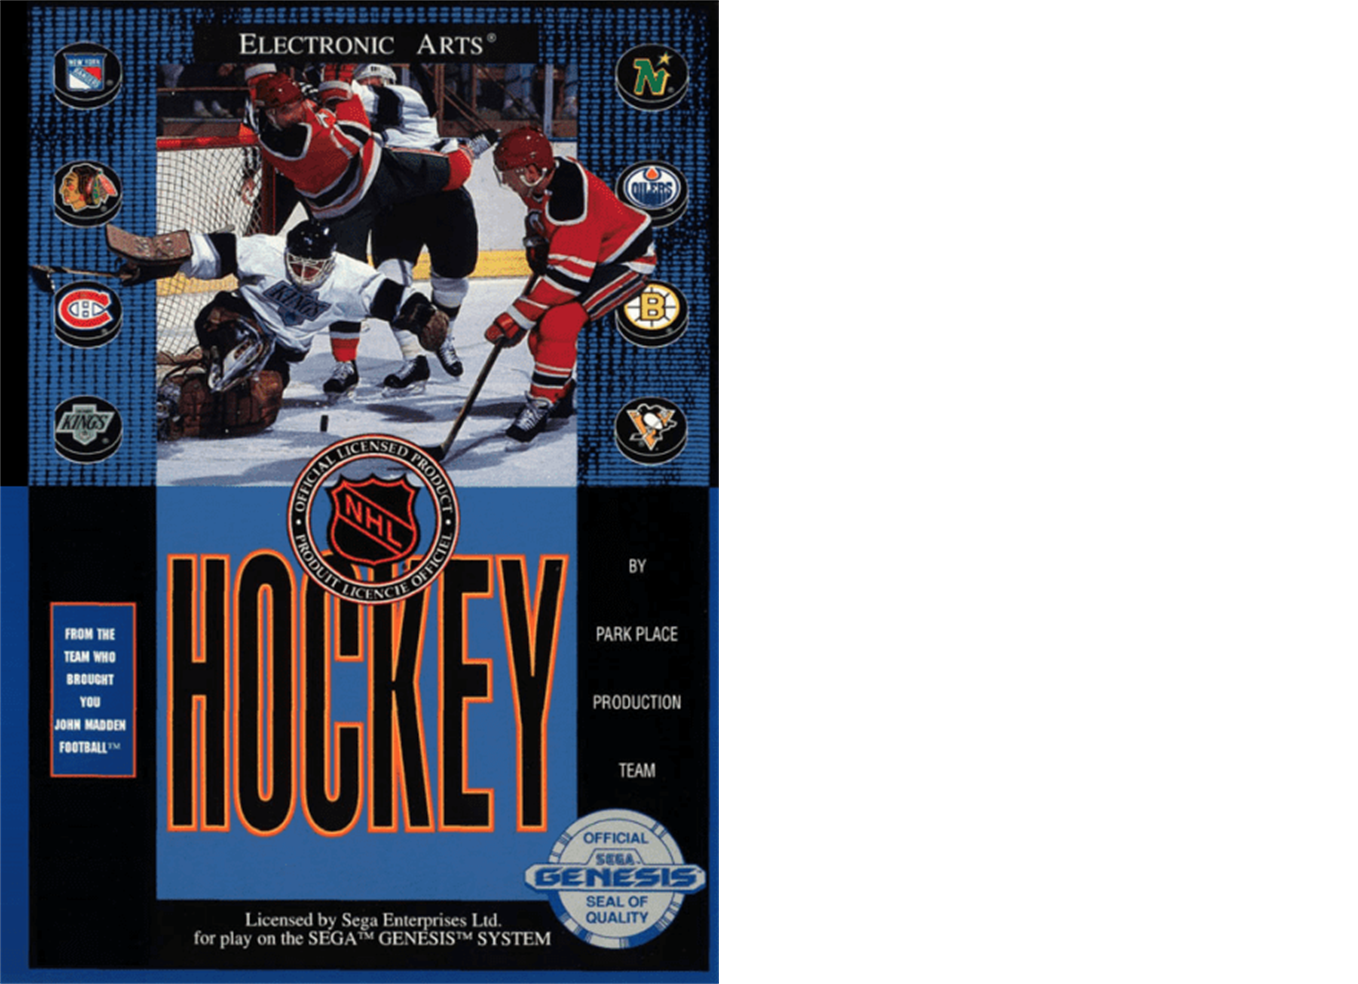 ELECTRONIC ARTS®
NEW YORK
RANGERS
N
OILERS
B
KINGS
KINGS
OFFICIAL LICENSED PRODUCT
NHL
PRODUIT LICENCIE OFFICIEL
HOCKEY
FROM THE
TEAM WHO
BROUGHT
YOU
JOHN MADDEN
FOOTBALL™
BY
PARK PLACE
PRODUCTION
TEAM
OFFICIAL
SEGA
GENESIS
SEAL OF
QUALITY
Licensed by Sega Enterprises Ltd.
for play on the SEGA™ GENESIS™ SYSTEM